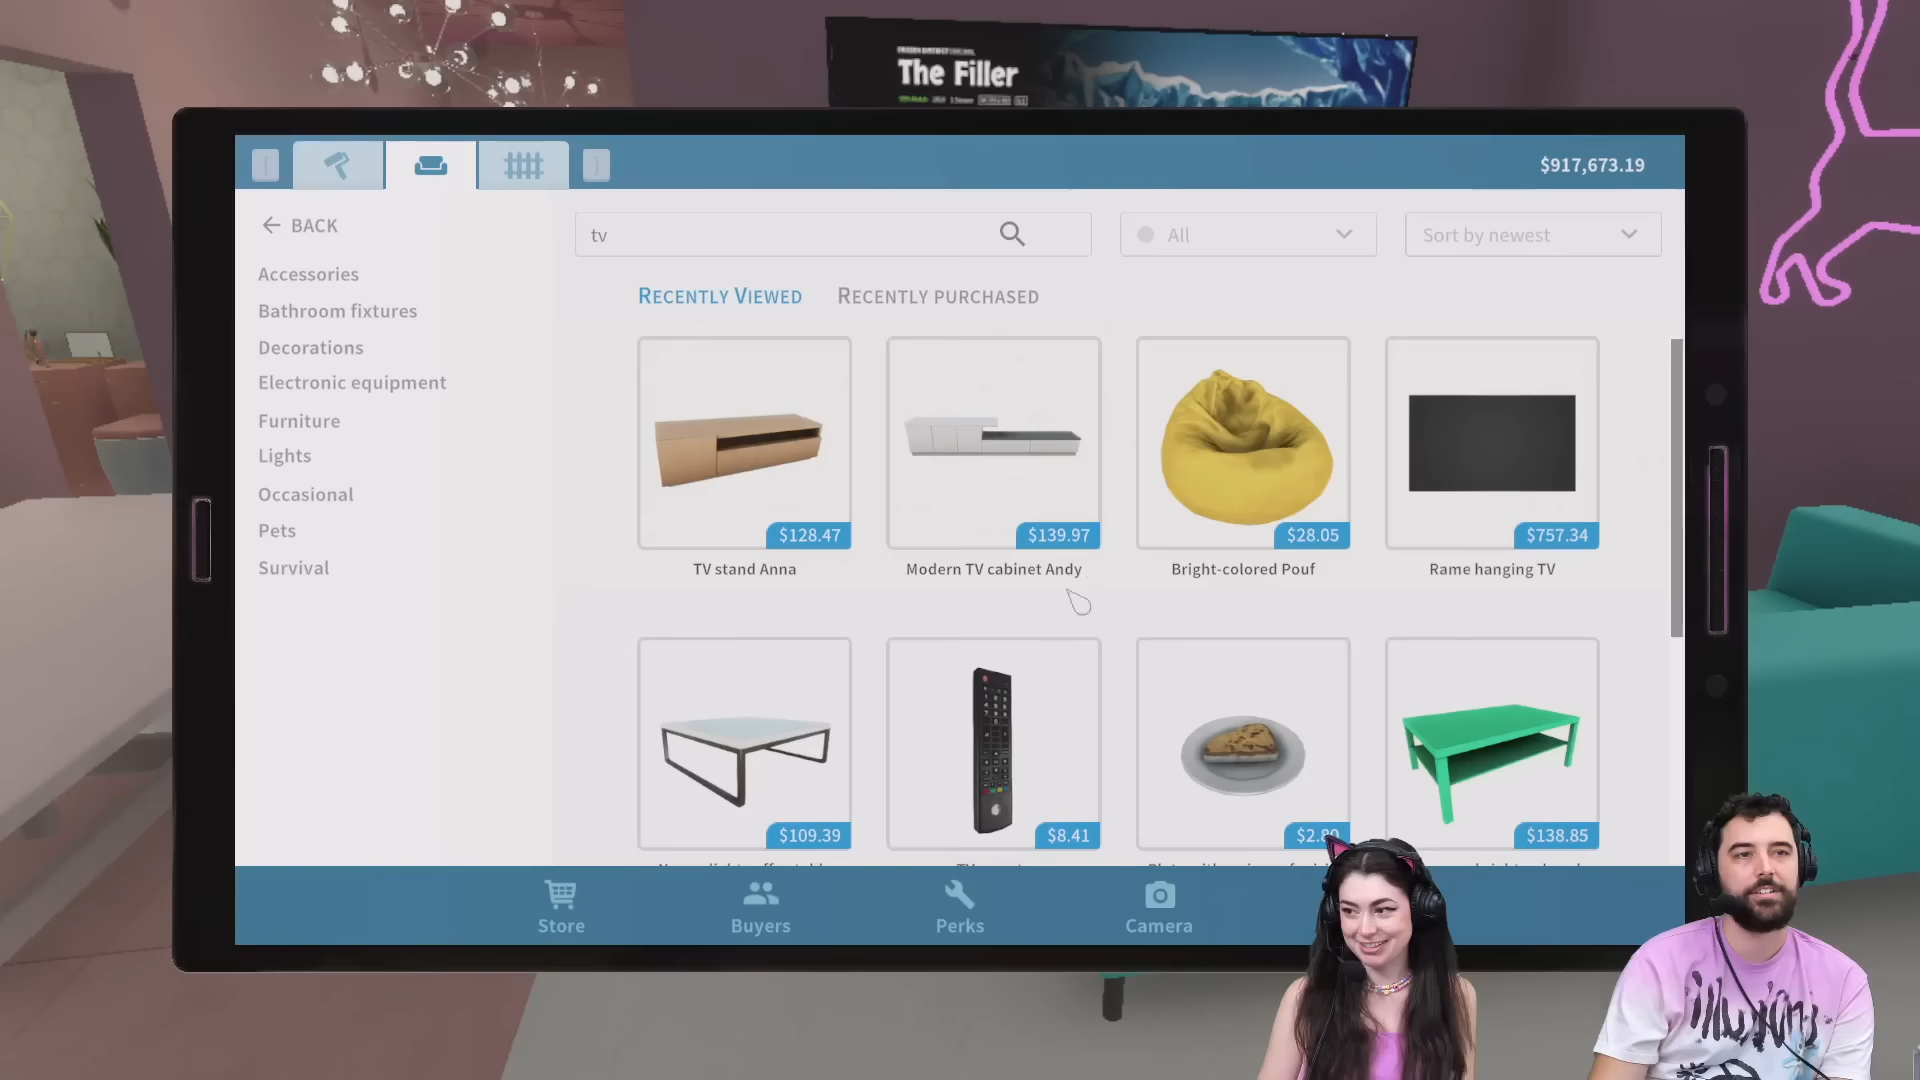 The Filler
$917,673.19
BACK
tv
All
Sort by newest
Accessories
Bathroom fixtures
Decorations
Electronic equipment
Furniture
Lights
Occasional
Pets
Survival
RECENTLY VIEWED
RECENTLY PURCHASED
$128.47
$139.97
$28.05
$757.34
TV stand Anna
Modern TV cabinet Andy
Bright-colored Pouf
Rame hanging TV
$109.39
$8.41
$2.80
$138.85
Store
Buyers
Perks
Camera